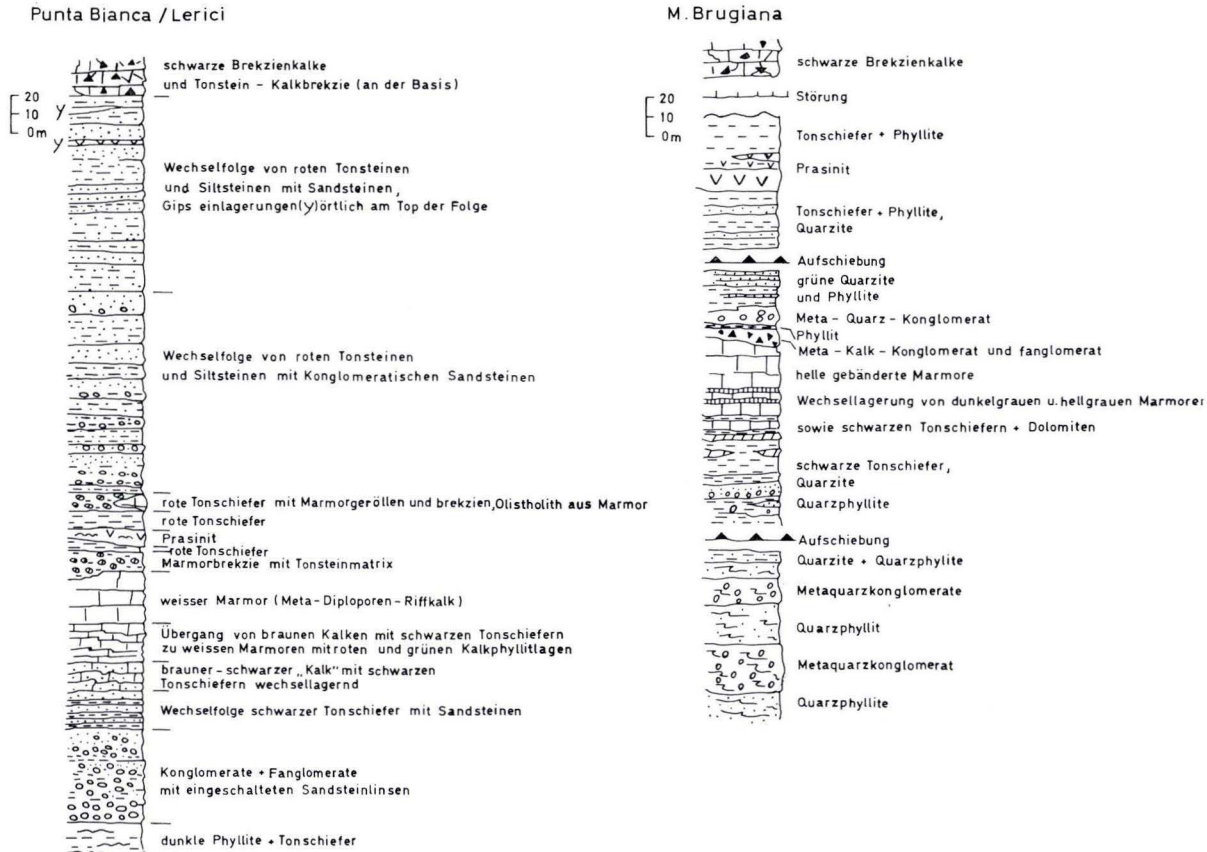 Punta Bianca / Lerici
schwarze Brekzienkalke
und Tonstein - Kalkbrekzie (an der Basis)
20
10
0m
y
y
Wechselfolge von roten Tonsteinen
und Siltsteinen mit Sandsteinen,
Gips einlagerungen(y)örtlich am Top der Folge
Wechselfolge von roten Tonsteinen
und Siltsteinen mit Konglomeratischen Sandsteinen
rote Tonschiefer mit Marmorgeröllen und brekzien,Olistholith aus Marmor
rote Tonschiefer
Prasinit
rote Tonschiefer
Marmorbrekzie mit Tonsteinmatrix
weisser Marmor (Meta-Diploporen-Riffkalk)
Übergang von braunen Kalken mit schwarzen Tonschiefern
zu weissen Marmoren mit roten und grünen Kalkphyllitlagen
brauner-schwarzer „Kalk" mit schwarzen
Tonschiefern wechsellagernd
Wechselfolge schwarzer Tonschiefer mit Sandsteinen
Konglomerate + Fanglomerate
mit eingeschalteten Sandsteinlinsen
dunkle Phyllite + Tonschiefer
M. Brugiana
schwarze Brekzienkalke
20
10
0m
Störung
Tonschiefer + Phyllite
Prasinit
Tonschiefer + Phyllite,
Quarzite
Aufschiebung
grüne Quarzite
und Phyllite
Meta - Quarz - Konglomerat
Phyllit
Meta - Kalk - Konglomerat und fanglomerat
helle gebänderte Marmore
Wechsellagerung von dunkelgrauen u. hellgrauen Marmoren
sowie schwarzen Tonschiefern + Dolomiten
schwarze Tonschiefer,
Quarzite
Quarzphyllite
Aufschiebung
Quarzite + Quarzphylite
Metaquarzkonglomerate
Quarzphyllit
Metaquarzkonglomerat
Quarzphyllite